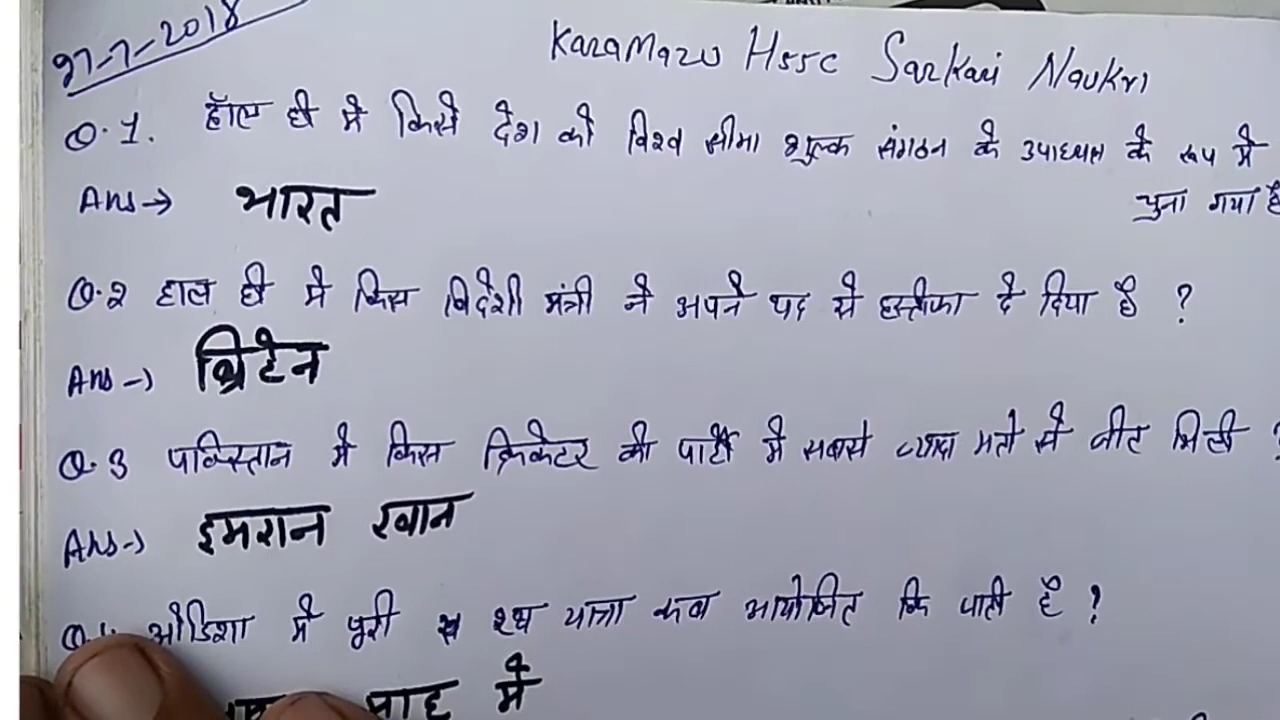 27-7-2018
KaraMazu Hssc Sarkari Naukri
Q.1. हॉल ही मे किसे देश को विश्व सीमा शुल्क संगठन के उपाध्यक्ष के रूप मे
चुना गया है
Ans → भारत
Q.2 हाल ही मे किस विदेशी मंत्री ने अपने पद से इस्तीफा दे दिया है ?
Ans → ब्रिटेन
Q.3 पाकिस्तान मे किस क्रिकेटर की पार्टी मे सबसे ज्यादा मतो से जीत मिली ?
Ans → इमरान खान
Q.4 ओडिशा मे पूरी रथ यात्रा कब आयोजित कि जाती है ?
माह मे